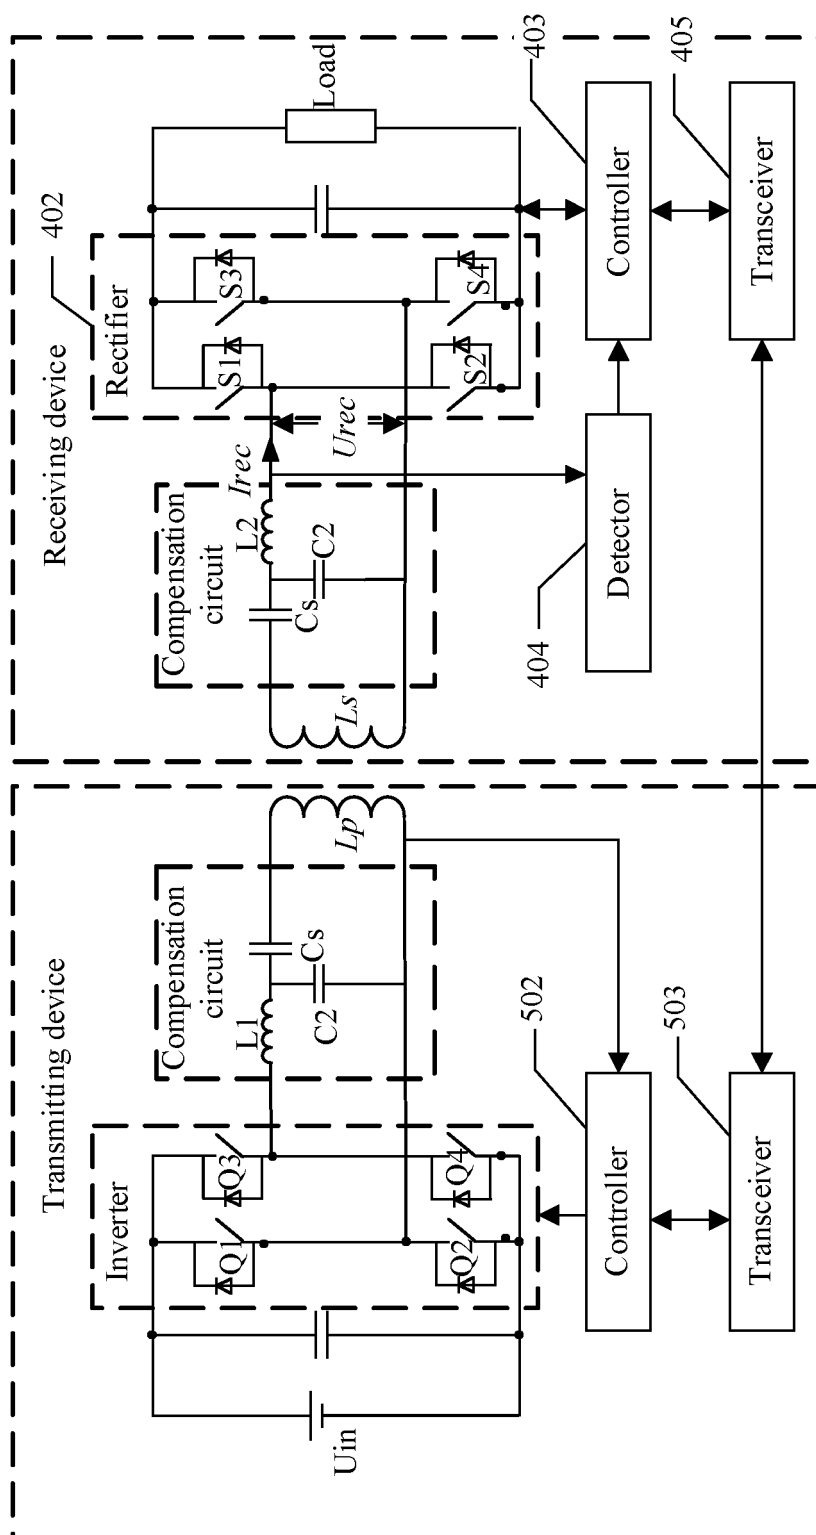 Transmitting device
Receiving device
Inverter
Compensation
circuit
Compensation
circuit
Rectifier
402
Uin
Q1
Q3
Q2
Q4
L1
C2
Cs
Lp
Ls
Cs
C2
L2
Irec
Urec
S1
S3
S2
S4
Load
502
Controller
503
Transceiver
404
Detector
403
Controller
405
Transceiver